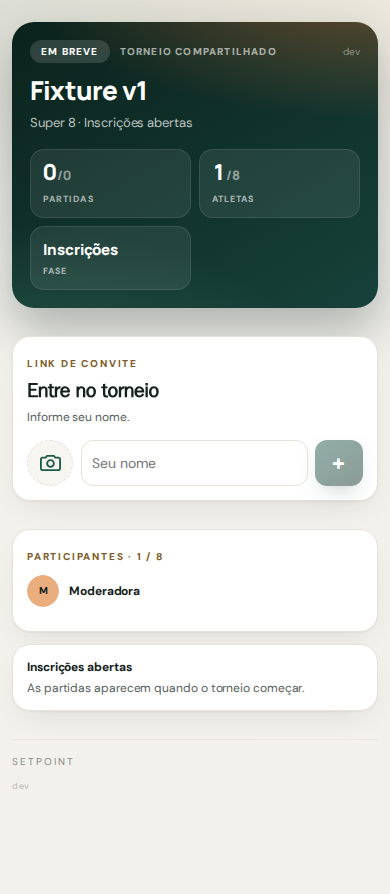 EM BREVE TORNEIO COMPARTILHADO dev
Fixture v1
Super 8 · Inscrições abertas
0/0
PARTIDAS
1/8
ATLETAS
Inscrições
FASE
LINK DE CONVITE
Entre no torneio
Informe seu nome.
Seu nome
+
PARTICIPANTES · 1 / 8
M Moderadora
Inscrições abertas
As partidas aparecem quando o torneio começar.
SETPOINT
dev